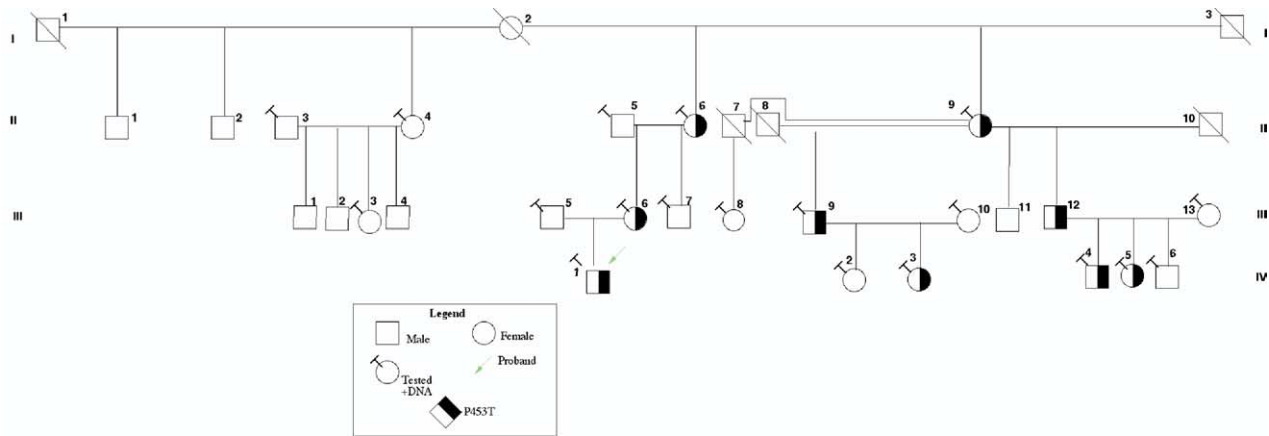 1 2 3
I I
II 1 2 3 4 5 6 7 8 9 10 II
III 1 2 3 4 5 6 7 8 9 10 11 12 13 III
1 2 3 4 5 6 IV
Legend
Male Female
Proband
Tested
+DNA
P453T